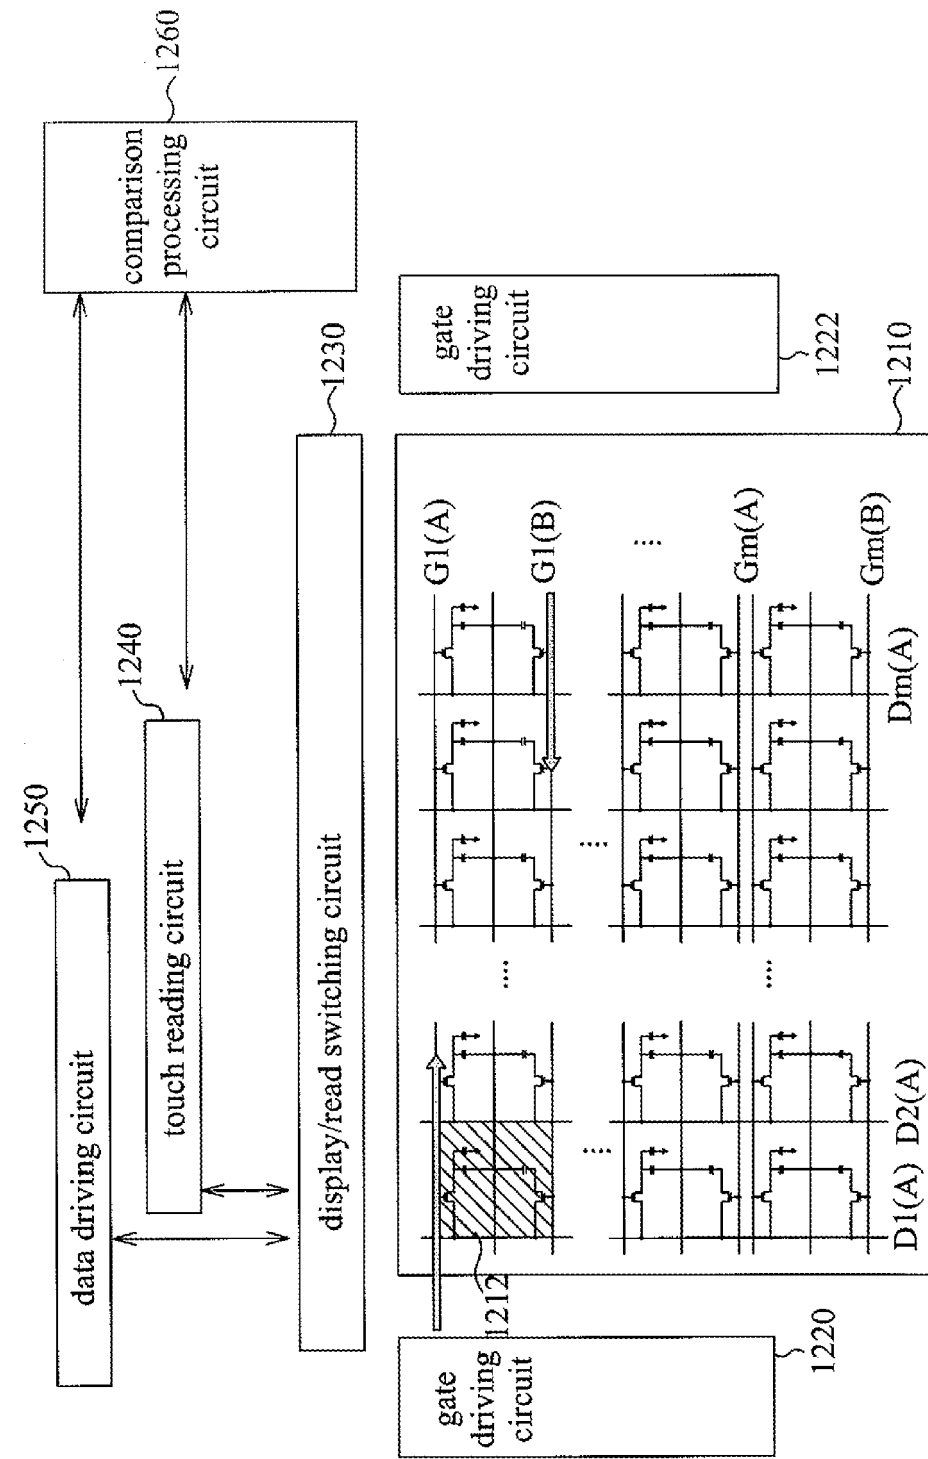 1250
data driving circuit
1240
touch reading circuit
1260
comparison
processing
circuit
1230
display/read switching circuit
gate
driving
circuit
1220
1212
gate
driving
circuit
1222
1210
G1(A)
G1(B)
....
Gm(A)
Gm(B)
....
....
....
....
D1(A)
D2(A)
Dm(A)